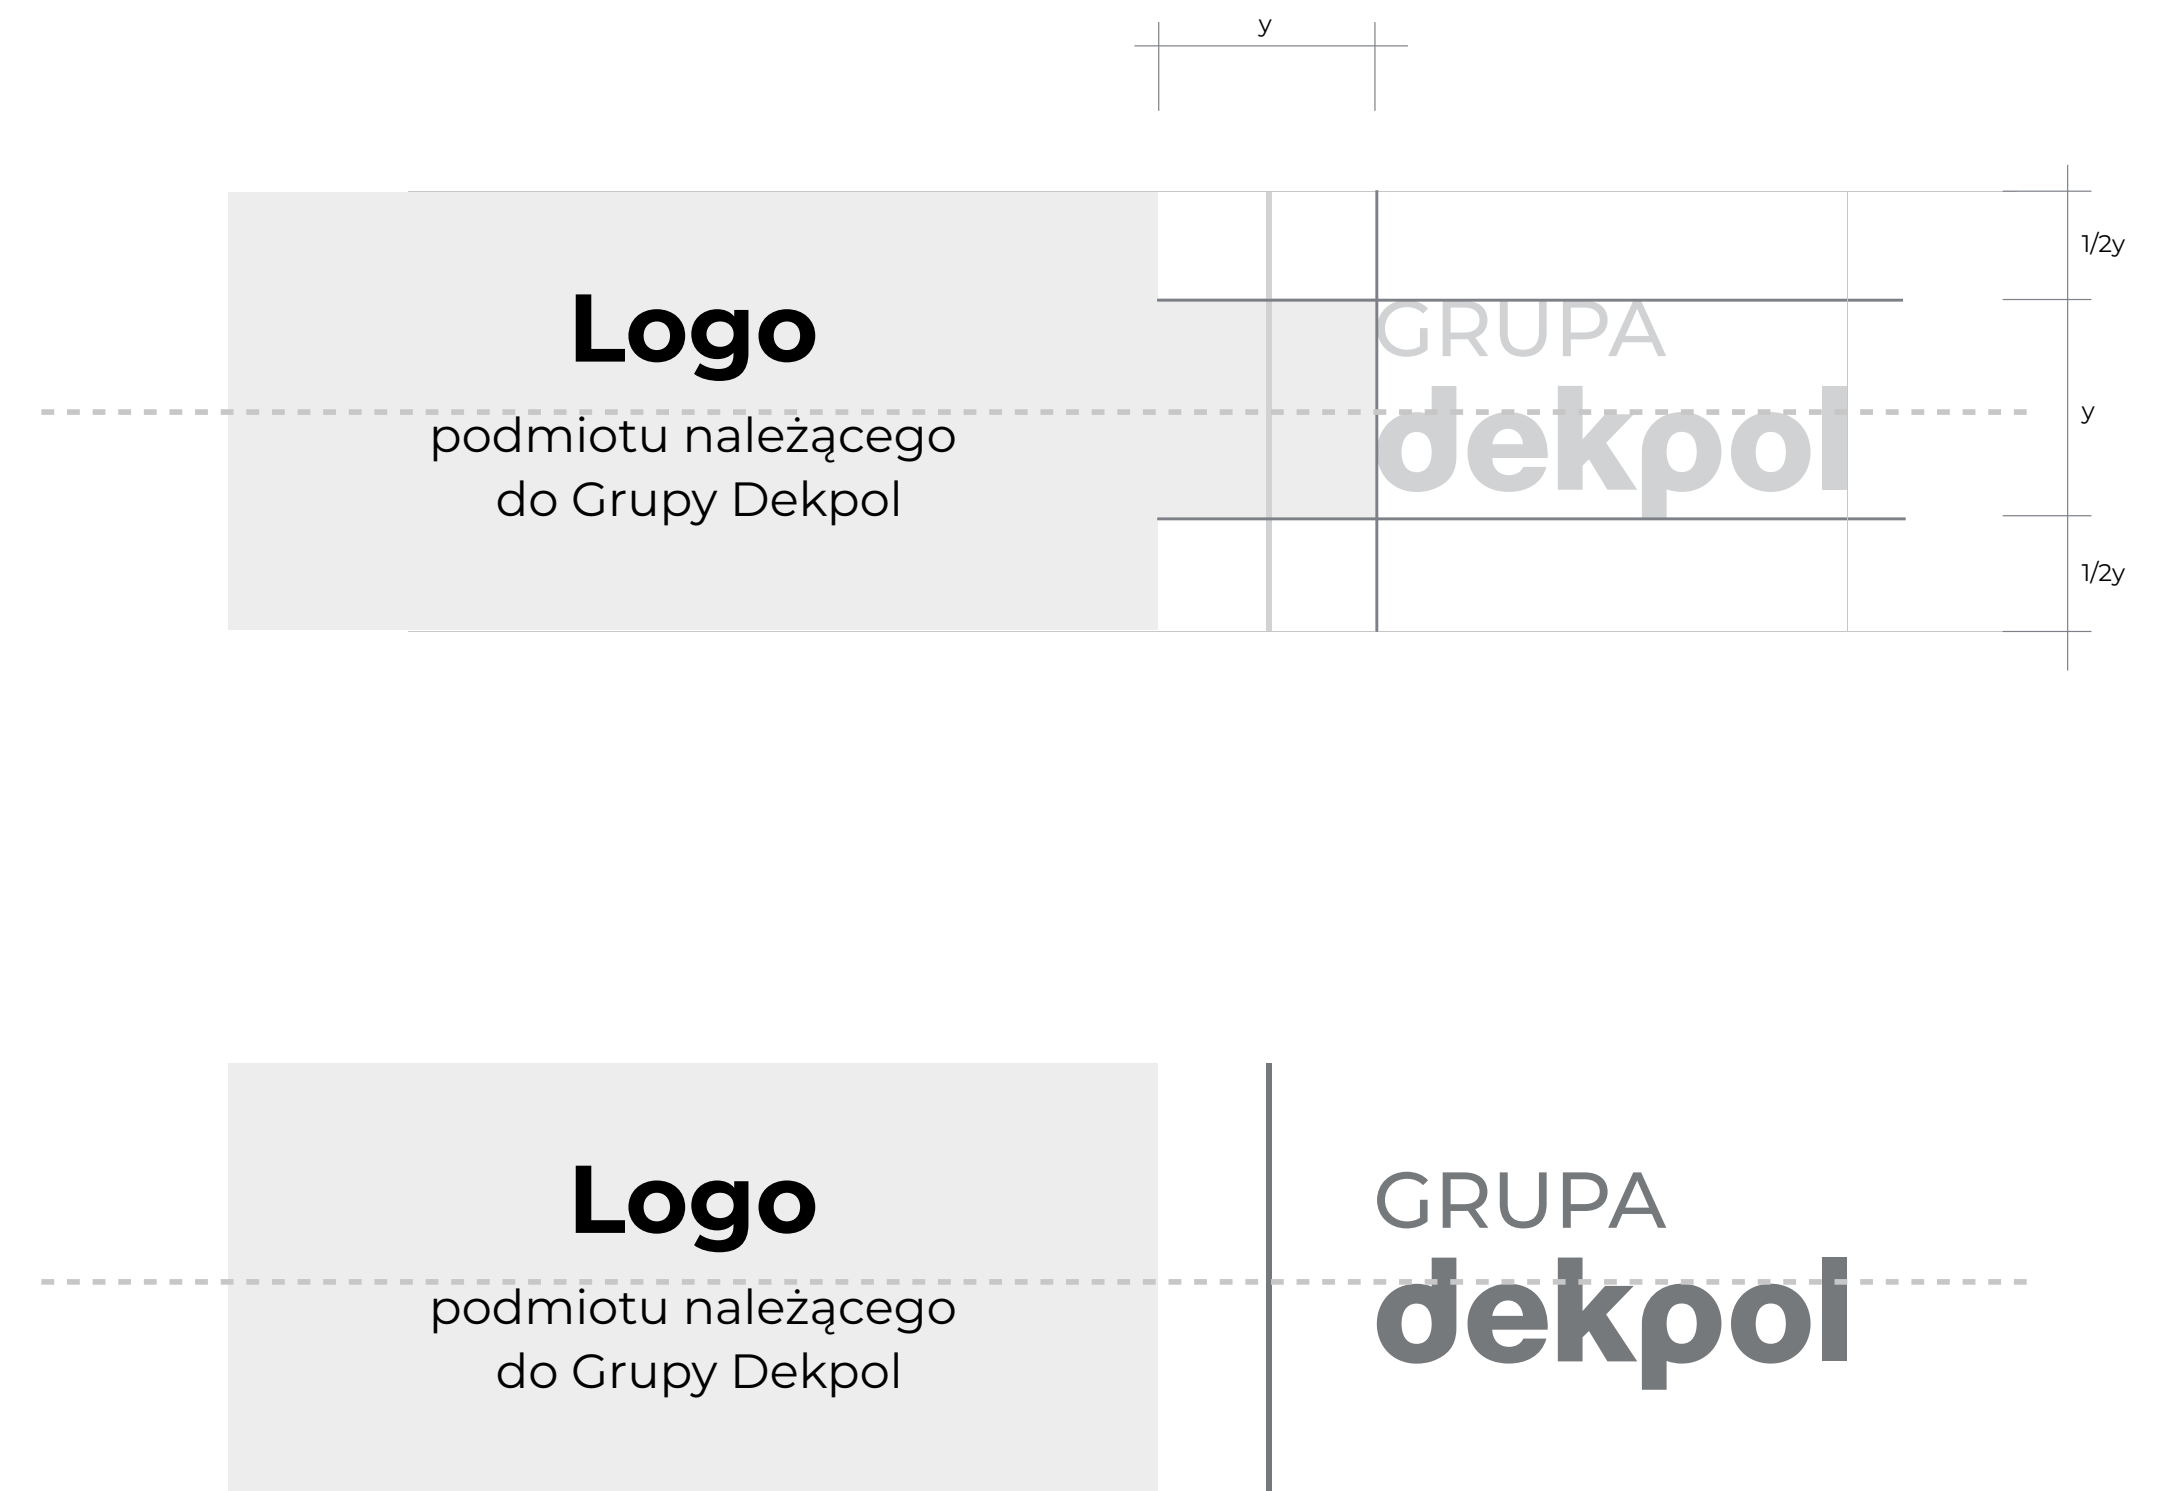 y
1/2y
Logo
GRUPA
podmiotu należącego
dekpol
y
do Grupy Dekpol
1/2y
Logo
GRUPA
podmiotu należącego
dekpol
do Grupy Dekpol